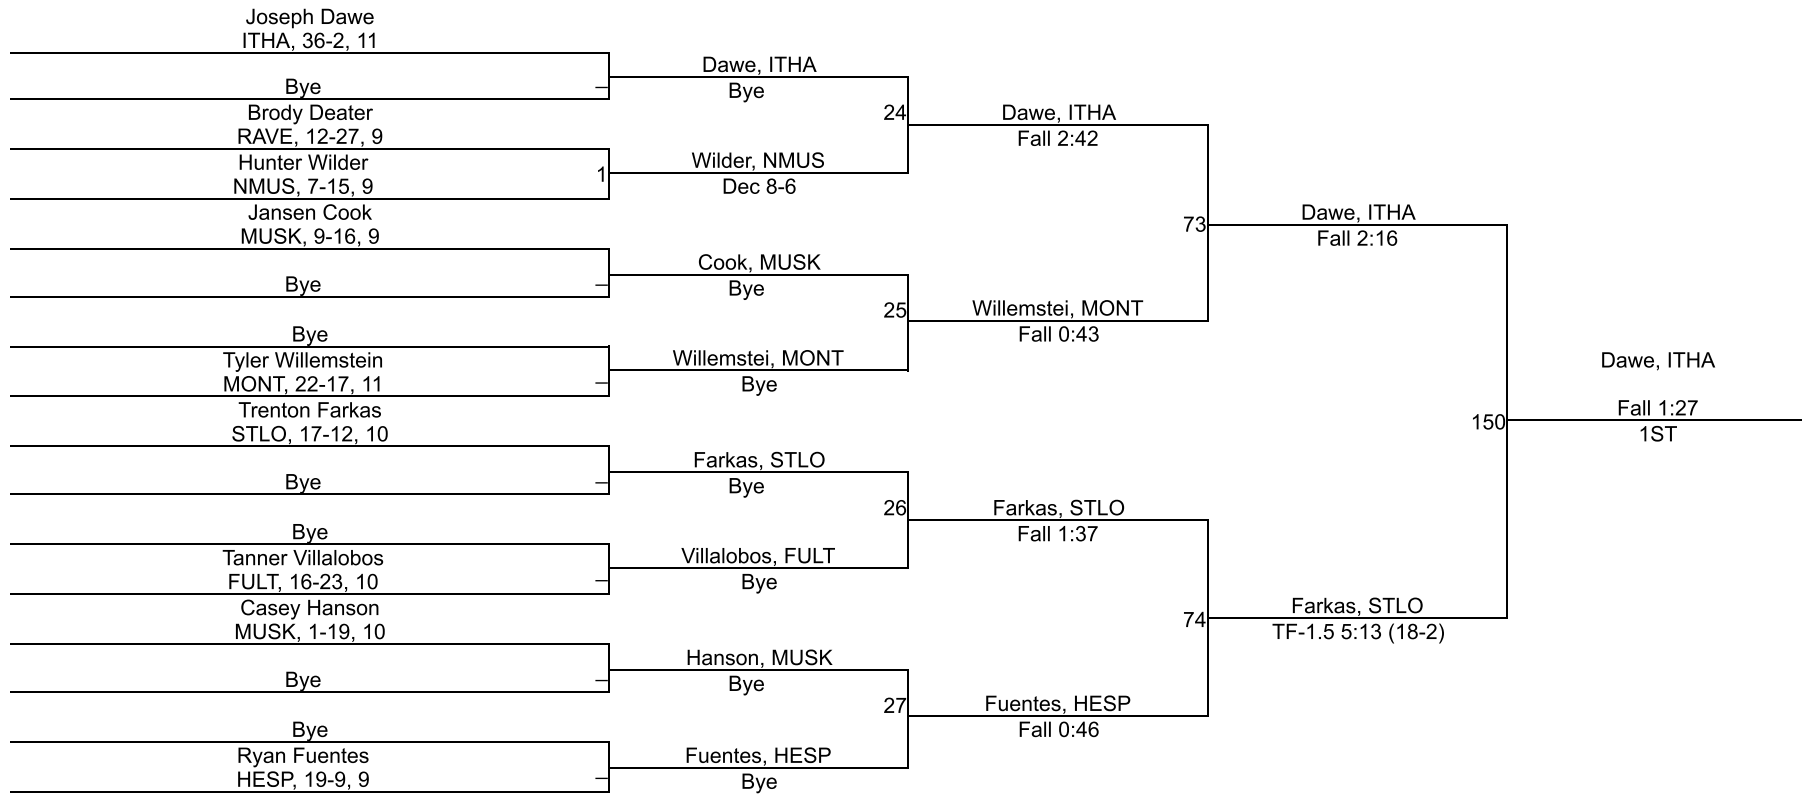 Joseph Dawe
ITHA, 36-2, 11
Bye
Brody Deater
RAVE, 12-27, 9
Hunter Wilder
NMUS, 7-15, 9
1
Jansen Cook
MUSK, 9-16, 9
Bye
Bye
Tyler Willemstein
MONT, 22-17, 11
Trenton Farkas
STLO, 17-12, 10
Bye
Bye
Tanner Villalobos
FULT, 16-23, 10
Casey Hanson
MUSK, 1-19, 10
Bye
Bye
Ryan Fuentes
HESP, 19-9, 9
Dawe, ITHA
Bye
24
Wilder, NMUS
Dec 8-6
Cook, MUSK
Bye
25
Willemstei, MONT
Bye
Farkas, STLO
Bye
26
Villalobos, FULT
Bye
Hanson, MUSK
Bye
27
Fuentes, HESP
Bye
Dawe, ITHA
Fall 2:42
73
Willemstei, MONT
Fall 0:43
Farkas, STLO
Fall 1:37
74
Fuentes, HESP
Fall 0:46
Dawe, ITHA
Fall 2:16
150
Farkas, STLO
TF-1.5 5:13 (18-2)
Dawe, ITHA
Fall 1:27
1ST